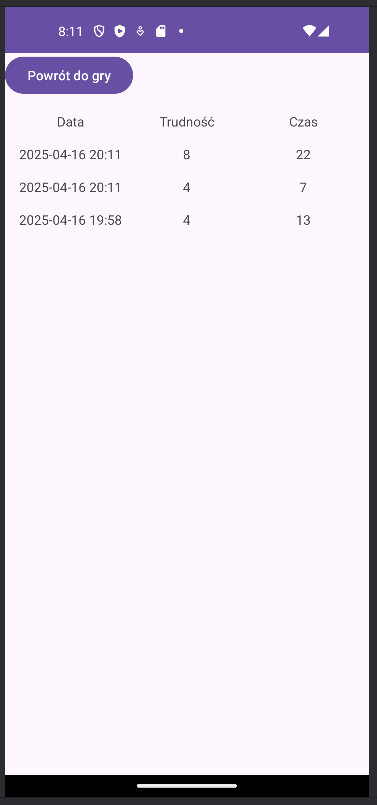 8:11
Powrót do gry
Data Trudność Czas
2025-04-16 20:11 8 22
2025-04-16 20:11 4 7
2025-04-16 19:58 4 13